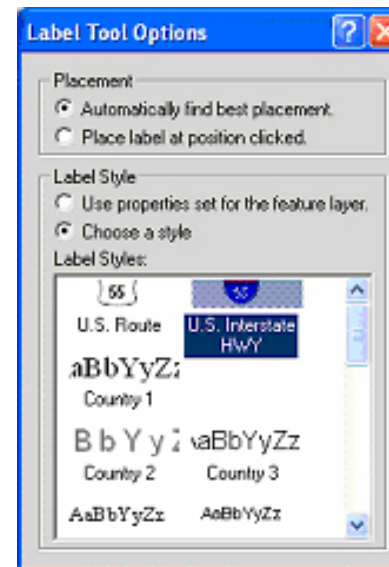 Label Tool Options
Placement
Automatically find best placement.
Place label at position clicked.
Label Style
Use properties set for the feature layer.
Choose a style
Label Styles:
55 55
U.S. Route U.S. Interstate
HWY
aBbYyZz
Country 1
BbYyZ aBbYyZz
Country 2 Country 3
AaBbYyZz AaBbYyZz